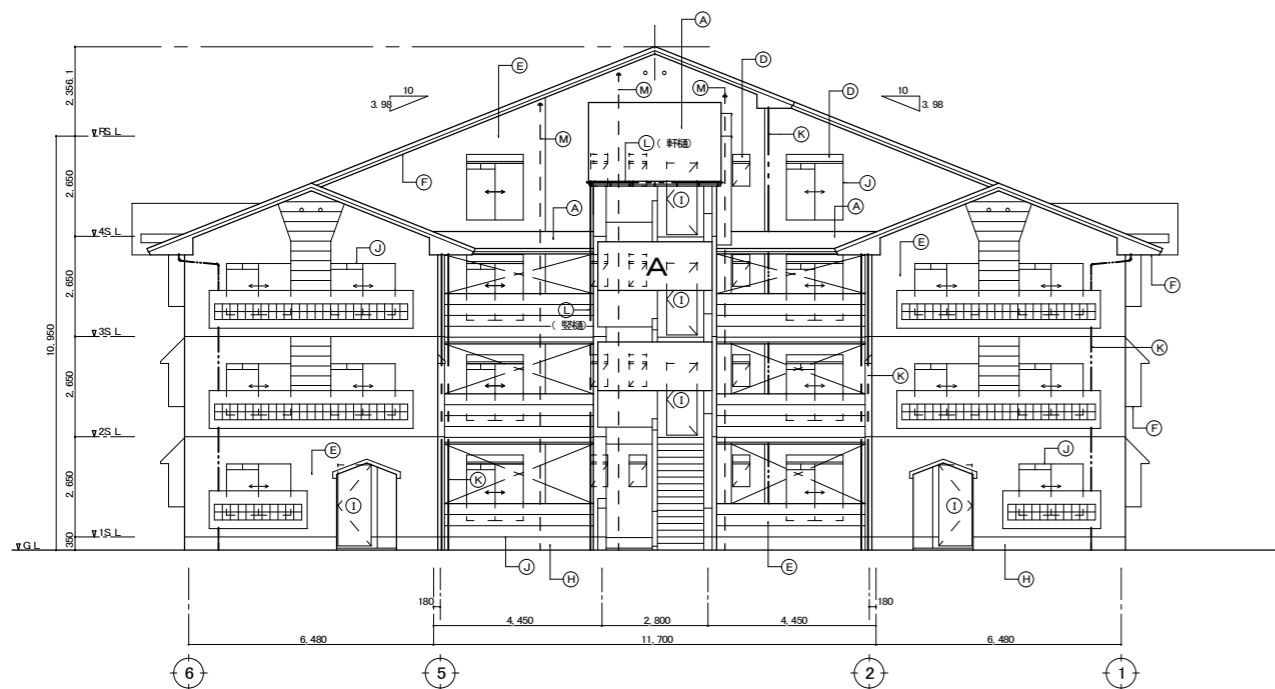 A
E
D
10
3.98
M
M
D
10
3.98
2,356.1
RSL
L (軒樋)
K
F
I
J
2,650
A
A
4SL
J
A
E
F
I
L
(竪樋)
2,650
10,950
3SL
K
K
I
2,650
2SL
F
E
J
K
I
I
2,650
1SL
350
GL
J
H
E
H
180
180
4,450
2,800
4,450
6,480
11,700
6,480
6
5
2
1